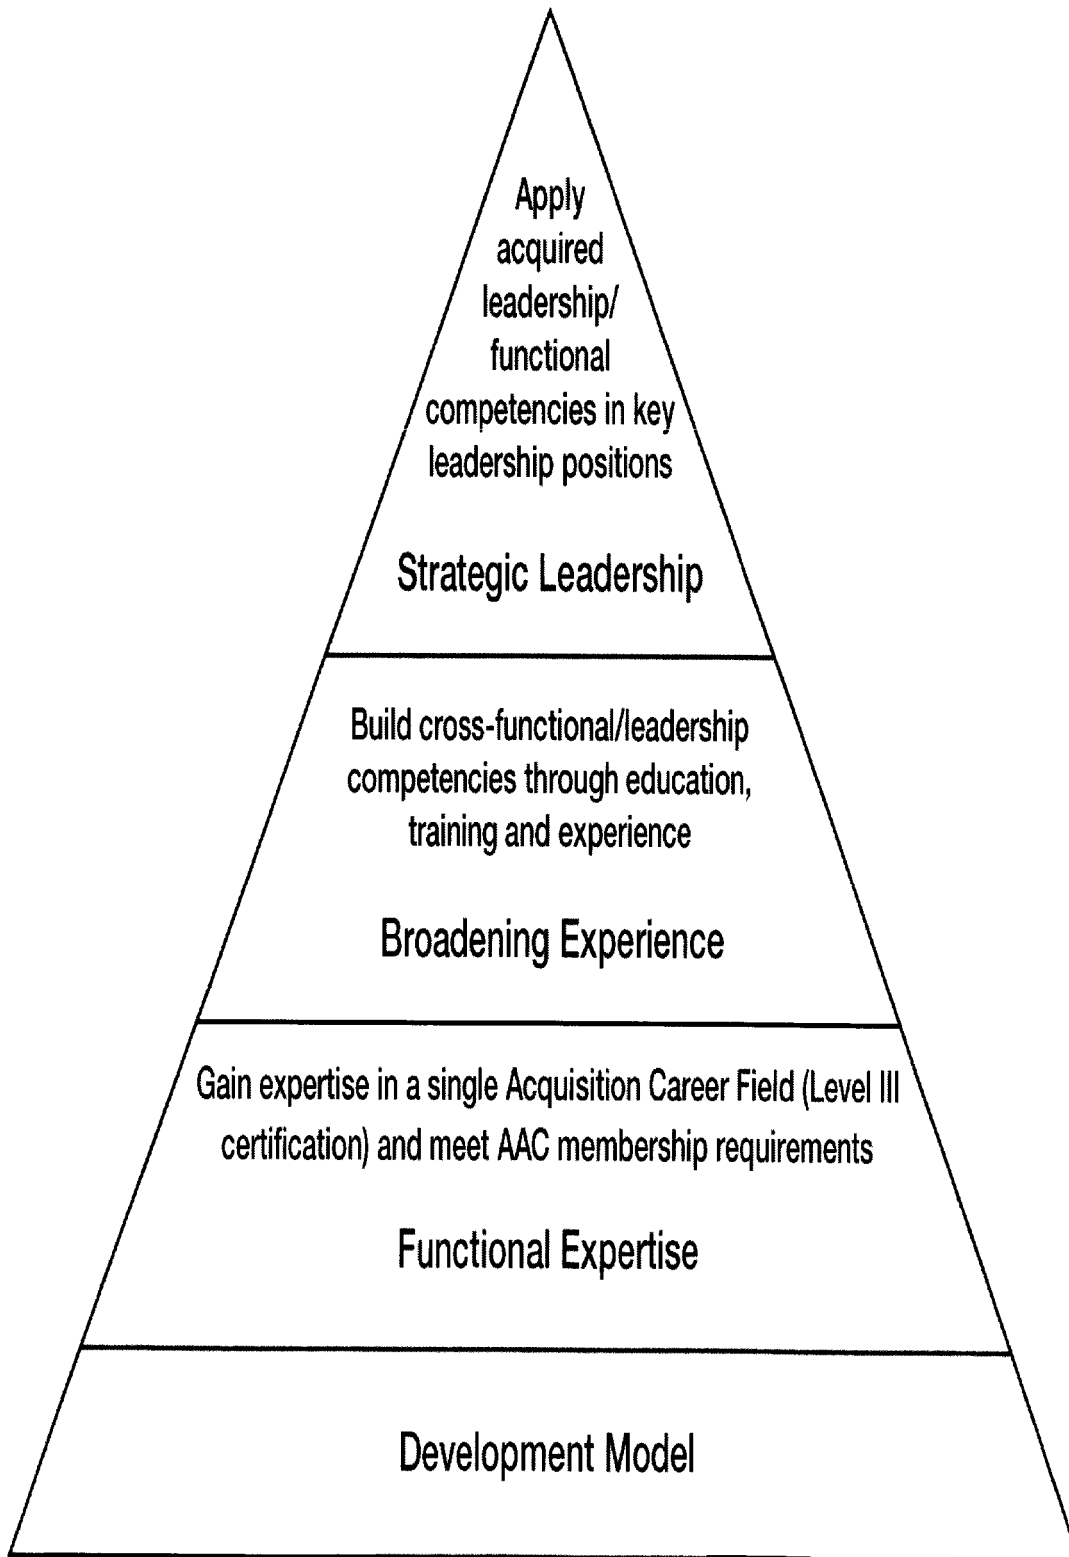 Apply
acquired
leadership/
functional
competencies in key
leadership positions
Strategic Leadership
Build cross-functional/leadership
competencies through education,
training and experience
Broadening Experience
Gain expertise in a single Acquisition Career Field (Level III
certification) and meet AAC membership requirements
Functional Expertise
Development Model